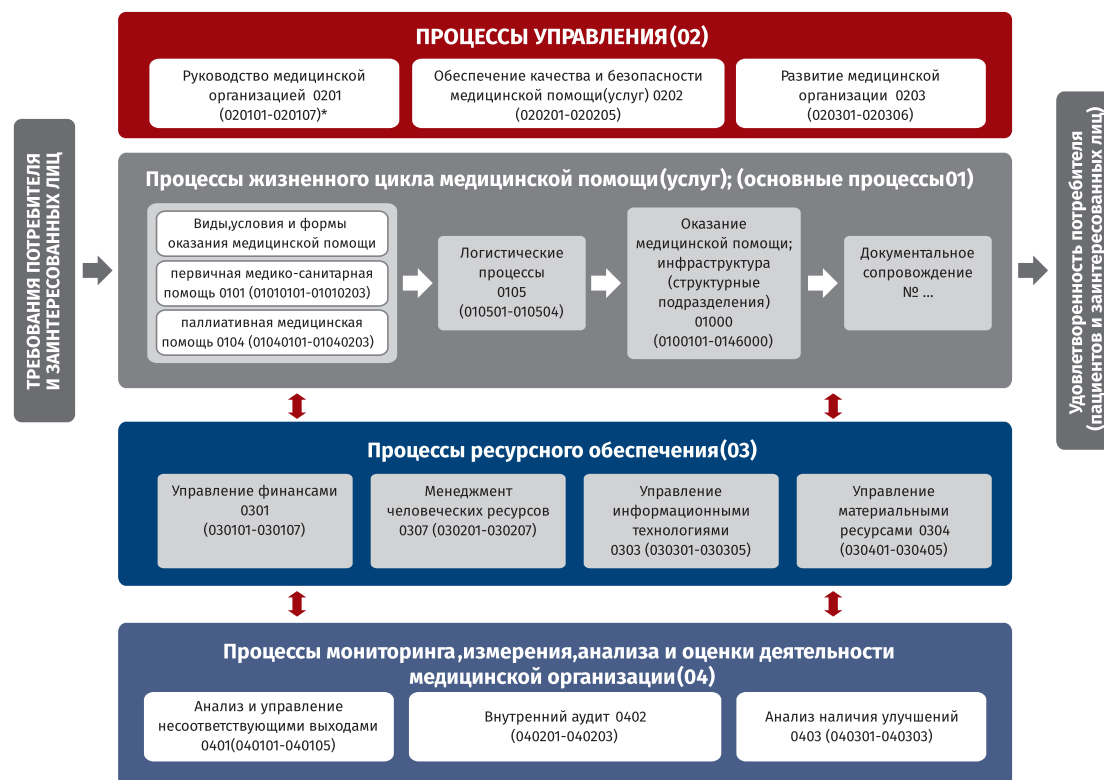 ПРОЦЕССЫ УПРАВЛЕНИЯ(02)
Руководство медицинской
организацией 0201
(020101-020107)*
Обеспечение качества и безопасности
медицинской помощи(услуг) 0202
(020201-020205)
Развитие медицинской
организации 0203
(020301-020306)
ТРЕБОВАНИЯ ПОТРЕБИТЕЛЯ
И ЗАИНТЕРЕСОВАННЫХ ЛИЦ
Процессы жизненного цикла медицинской помощи(услуг); (основные процессы01)
Виды,условия и формы
оказания медицинской помощи
первичная медико-санитарная
помощь 0101 (01010101-01010203)
паллиативная медицинская
помощь 0104 (01040101-01040203)
Логистические
процессы
0105
(010501-010504)
Оказание
медицинской помощи;
инфраструктура
(структурные
подразделения)
01000
(0100101-0146000)
Документальное
сопровождение
№ ...
Удовлетворенность потребителя
(пациентов и заинтересованных лиц)
Процессы ресурсного обеспечения(03)
Управление финансами
0301
(030101-030107)
Менеджмент
человеческих ресурсов
0307 (030201-030207)
Управление
информационными
технологиями
0303 (030301-030305)
Управление
материальными
ресурсами 0304
(030401-030405)
Процессы мониторинга,измерения,анализа и оценки деятельности
медицинской организации(04)
Анализ и управление
несоответствующими выходами
0401(040101-040105)
Внутренний аудит 0402
(040201-040203)
Анализ наличия улучшений
0403 (040301-040303)